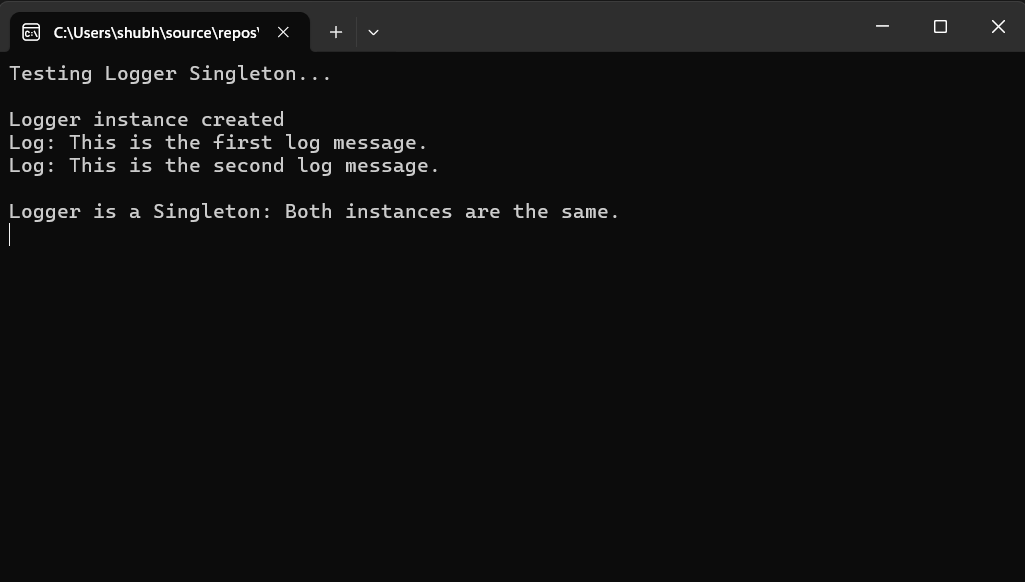 C:\Users\shubh\source\repos'
Testing Logger Singleton...
Logger instance created
Log: This is the first log message.
Log: This is the second log message.
Logger is a Singleton: Both instances are the same.